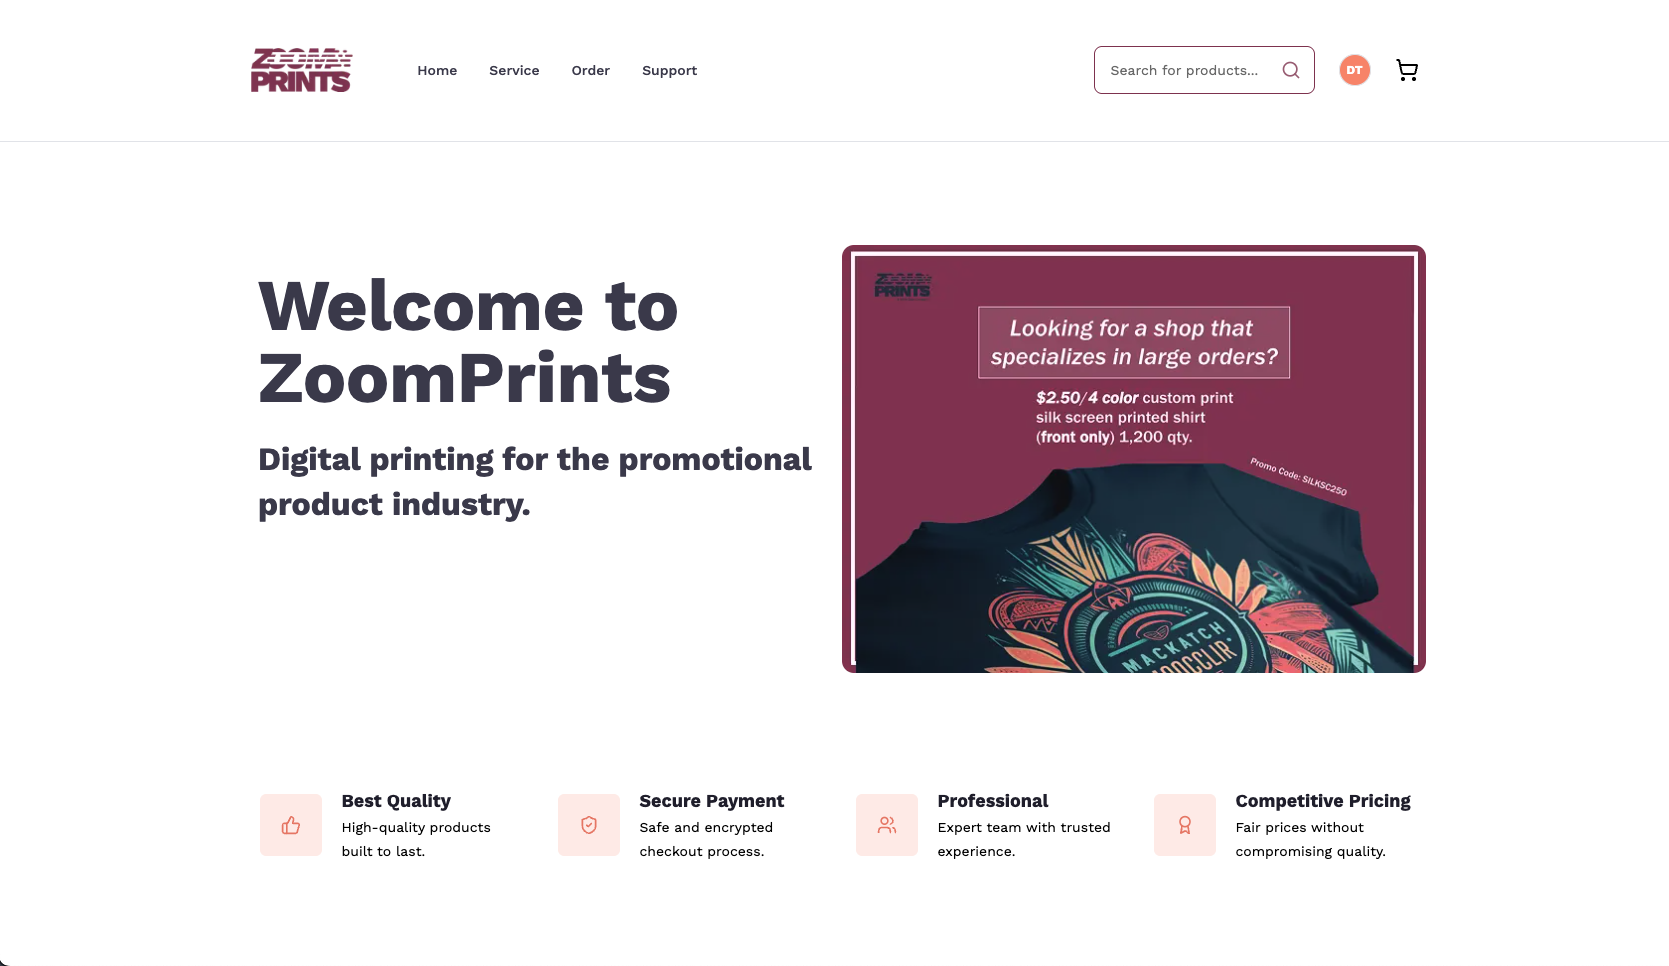 ZOOM
PRINTS
Home
Service
Order
Support
Search for products...
DT
Welcome to
ZoomPrints
Digital printing for the promotional
product industry.
ZOOM
PRINTS
Looking for a shop that
specializes in large orders?
$2.50/4 color custom print
silk screen printed shirt
(front only) 1,200 qty.
Promo Code: SILKSC250
MACKATCH
Best Quality
High-quality products
built to last.
Secure Payment
Safe and encrypted
checkout process.
Professional
Expert team with trusted
experience.
Competitive Pricing
Fair prices without
compromising quality.